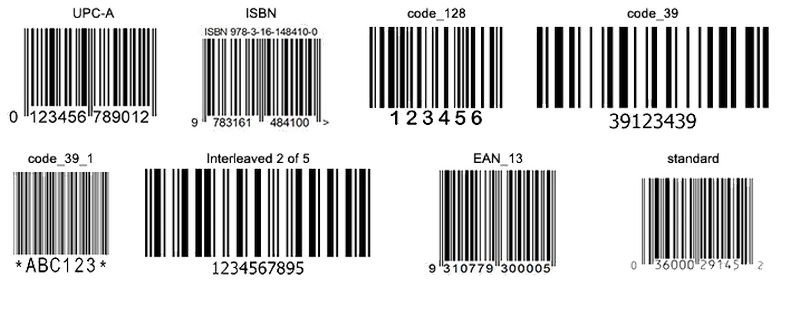 UPC-A
0 123456 789012
ISBN
ISBN 978-3-16-148410-0
9 783161 484100 >
code_128
123456
code_39
39123439
code_39_1
*ABC123*
Interleaved 2 of 5
1234567895
EAN_13
9 310779 300005
standard
0 36000 29145 2